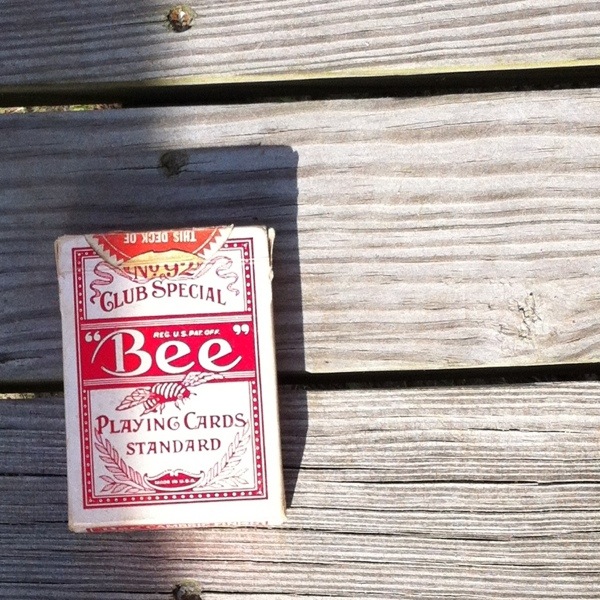 THIS DECK OF
No. 92
CLUB SPECIAL
REG. U.S. PAT. OFF.
"Bee"
PLAYING CARDS
STANDARD
MADE IN U.S.A.